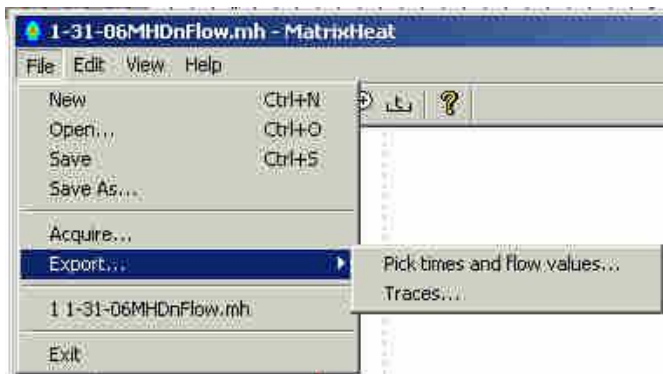 1-31-06MHDnFlow.mh - MatrixHeat
File Edit View Help
New Ctrl+N
Open... Ctrl+O
Save Ctrl+S
Save As...
Acquire...
Export...
Pick times and flow values...
Traces...
1 1-31-06MHDnFlow.mh
Exit